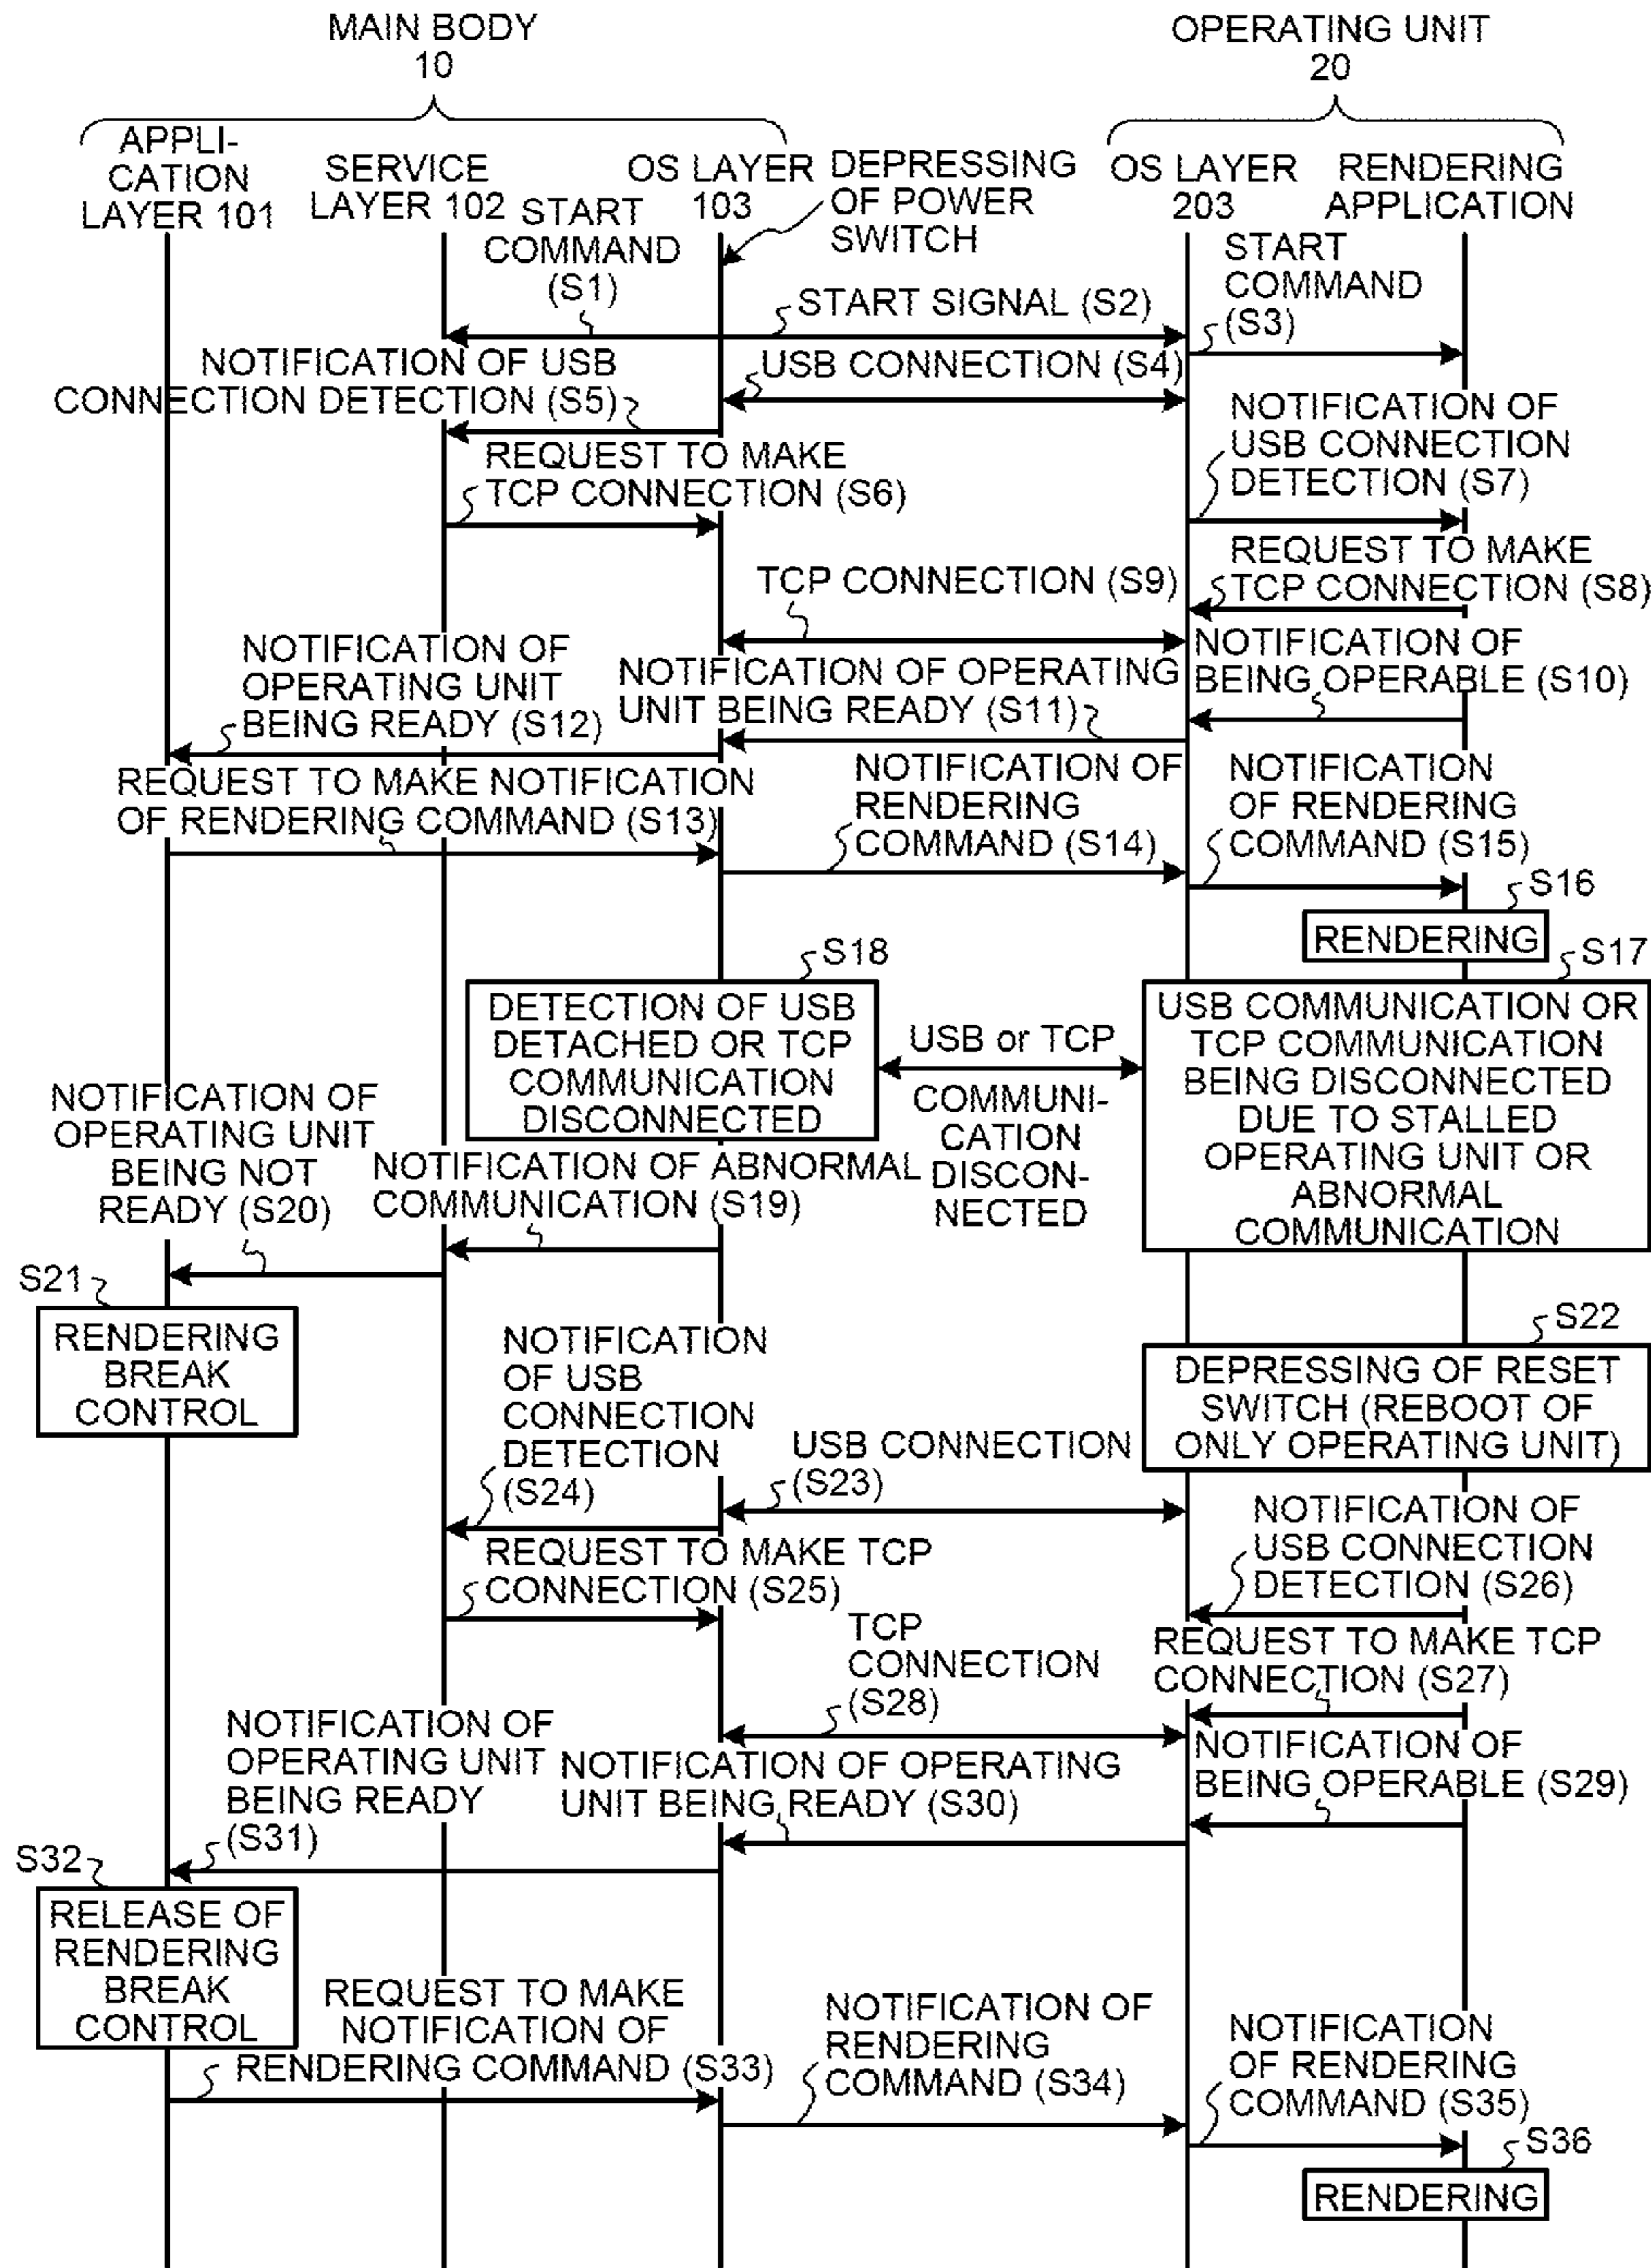 MAIN BODY
10
OPERATING UNIT
20
APPLI-
CATION
LAYER 101
SERVICE
LAYER 102
OS LAYER
103
DEPRESSING
OF POWER
SWITCH
OS LAYER
203
RENDERING
APPLICATION
START
COMMAND
(S1)
START SIGNAL (S2)
START
COMMAND
(S3)
USB CONNECTION (S4)
NOTIFICATION OF USB
CONNECTION DETECTION (S5)
REQUEST TO MAKE
TCP CONNECTION (S6)
NOTIFICATION OF
USB CONNECTION
DETECTION (S7)
REQUEST TO MAKE
TCP CONNECTION (S8)
TCP CONNECTION (S9)
NOTIFICATION OF
BEING OPERABLE (S10)
NOTIFICATION OF OPERATING
UNIT BEING READY (S11)
NOTIFICATION OF
OPERATING UNIT
BEING READY (S12)
REQUEST TO MAKE NOTIFICATION
OF RENDERING COMMAND (S13)
NOTIFICATION OF
RENDERING
COMMAND (S14)
NOTIFICATION
OF RENDERING
COMMAND (S15)
S16
RENDERING
S17
USB COMMUNICATION OR
TCP COMMUNICATION
BEING DISCONNECTED
DUE TO STALLED
OPERATING UNIT OR
ABNORMAL
COMMUNICATION
S18
DETECTION OF USB
DETACHED OR TCP
COMMUNICATION
DISCONNECTED
USB or TCP
COMMUNI-
CATION
DISCON-
NECTED
NOTIFICATION OF ABNORMAL
COMMUNICATION (S19)
NOTIFICATION OF
OPERATING UNIT
BEING NOT
READY (S20)
S21
RENDERING
BREAK
CONTROL
S22
DEPRESSING OF RESET
SWITCH (REBOOT OF
ONLY OPERATING UNIT)
USB CONNECTION
(S23)
NOTIFICATION
OF USB
CONNECTION
DETECTION
(S24)
REQUEST TO MAKE TCP
CONNECTION (S25)
NOTIFICATION OF
USB CONNECTION
DETECTION (S26)
REQUEST TO MAKE TCP
CONNECTION (S27)
TCP
CONNECTION
(S28)
NOTIFICATION OF
BEING OPERABLE (S29)
NOTIFICATION OF OPERATING
UNIT BEING READY (S30)
NOTIFICATION OF
OPERATING UNIT
BEING READY
(S31)
S32
RELEASE OF
RENDERING
BREAK
CONTROL
REQUEST TO MAKE
NOTIFICATION OF
RENDERING COMMAND (S33)
NOTIFICATION OF
RENDERING
COMMAND (S34)
NOTIFICATION
OF RENDERING
COMMAND (S35)
S36
RENDERING